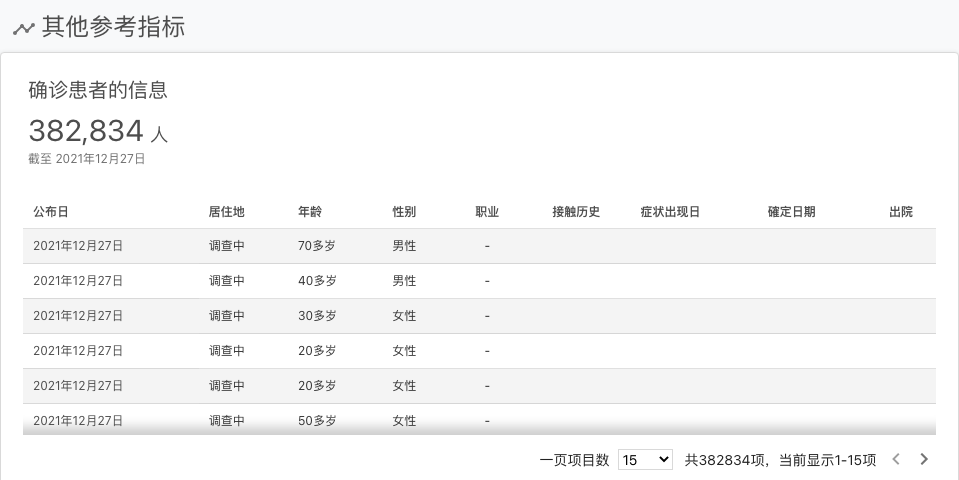 其他参考指标
确诊患者的信息
382,834 人
截至 2021年12月27日
公布日 居住地 年龄 性别 职业 接触历史 症状出现日 確定日期 出院
2021年12月27日 调查中 70多岁 男性 -
2021年12月27日 调查中 40多岁 男性 -
2021年12月27日 调查中 30多岁 女性 -
2021年12月27日 调查中 20多岁 女性 -
2021年12月27日 调查中 20多岁 女性 -
2021年12月27日 调查中 50多岁 女性 -
一页项目数 15 共382834项，当前显示1-15项